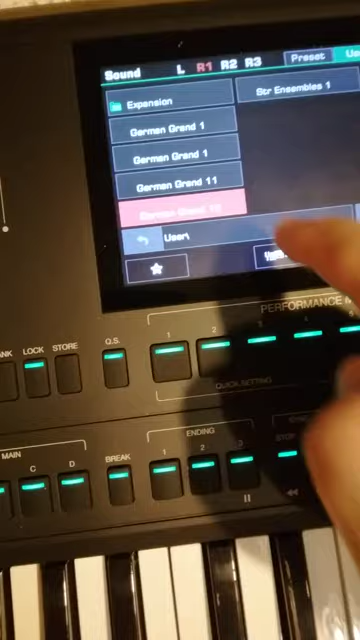 Sound L R1 R2 R3 Preset
Expansion
Str Ensembles 1
German Grand 1
German Grand 1
German Grand 11
User\
PERFORMANCE
LOCK STORE Q.S. 1 2 3 4 5
QUICK SETTING
MAIN
ENDING
C D BREAK 1 2 3